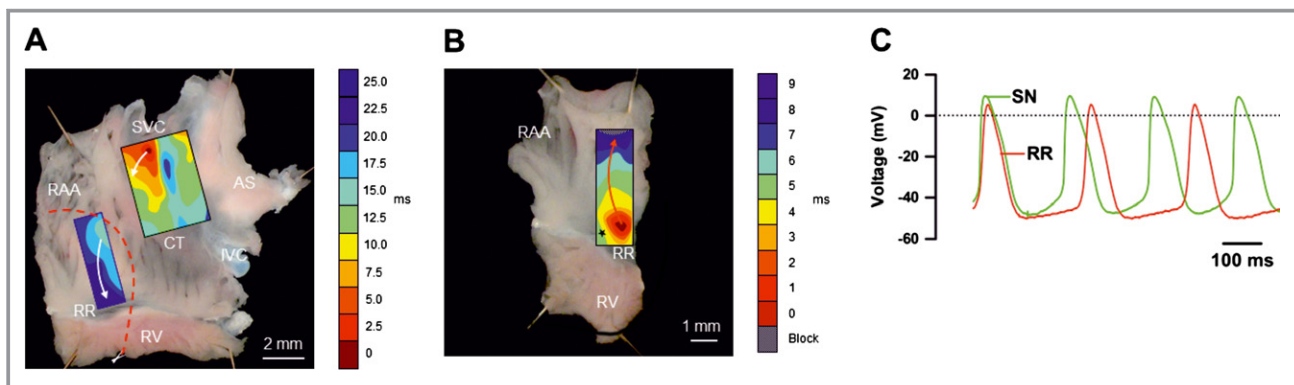 A
SVC
RAA
AS
CT
IVC
RR
RV
2 mm
25.0
22.5
20.0
17.5
15.0
12.5
10.0
7.5
5.0
2.5
0
ms
B
RAA
RR
RV
1 mm
9
8
7
6
5
4
3
2
1
0
Block
ms
C
Voltage (mV)
20
0
-20
-40
-60
SN
RR
100 ms